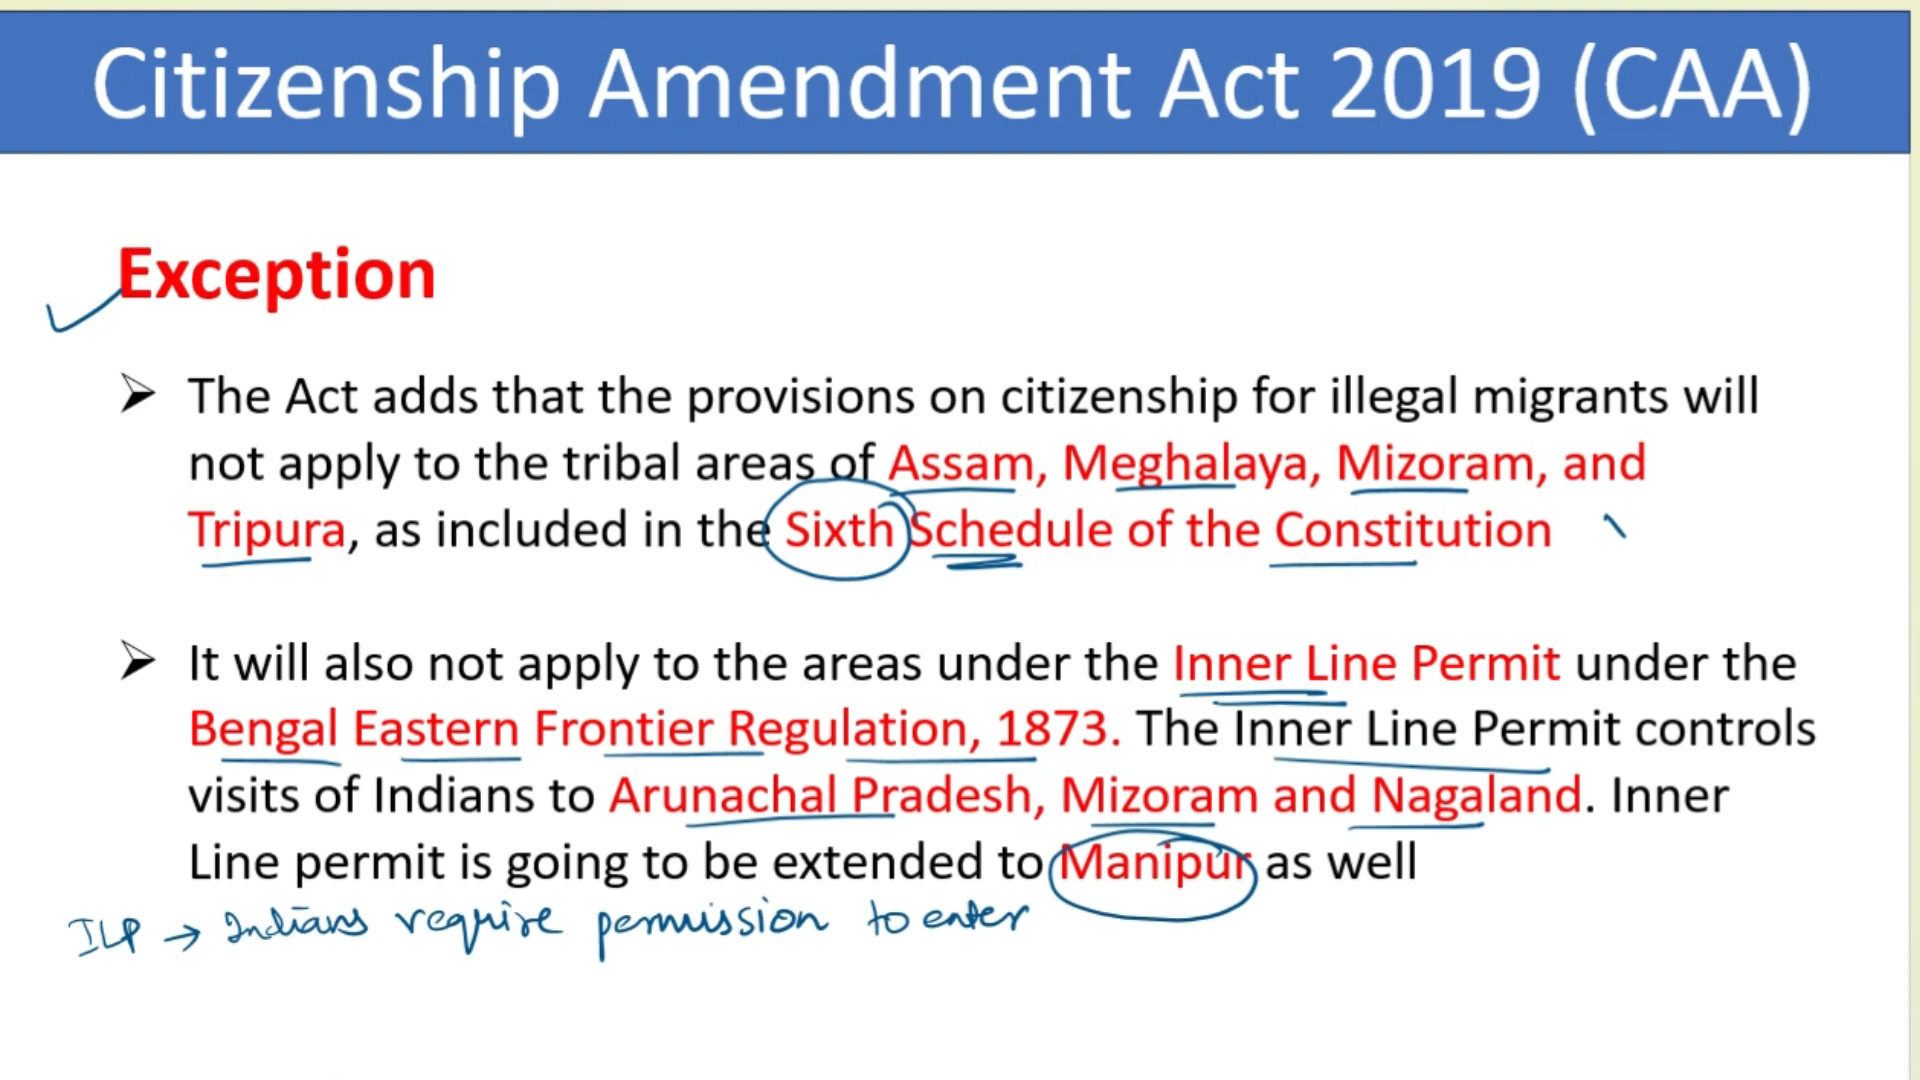 Citizenship Amendment Act 2019 (CAA)
Exception
➤ The Act adds that the provisions on citizenship for illegal migrants will
not apply to the tribal areas of Assam, Meghalaya, Mizoram, and
Tripura, as included in the Sixth Schedule of the Constitution
➤ It will also not apply to the areas under the Inner Line Permit under the
Bengal Eastern Frontier Regulation, 1873. The Inner Line Permit controls
visits of Indians to Arunachal Pradesh, Mizoram and Nagaland. Inner
Line permit is going to be extended to Manipur as well
ILP → Indians require permission to enter